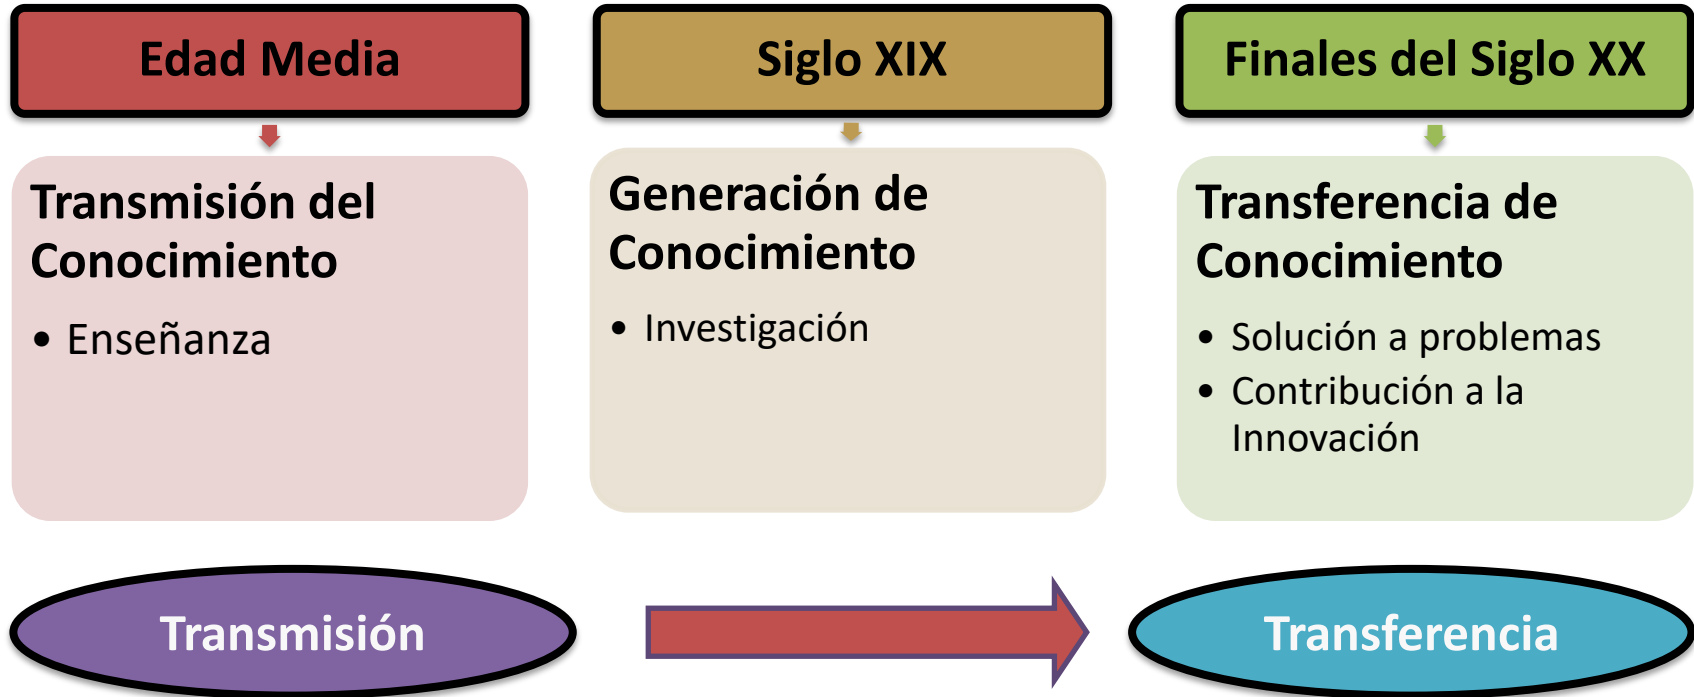 Edad Media
Transmisión del
Conocimiento
• Enseñanza
Siglo XIX
Generación de
Conocimiento
• Investigación
Finales del Siglo XX
Transferencia de
Conocimiento
• Solución a problemas
• Contribución a la
Innovación
Transmisión
Transferencia